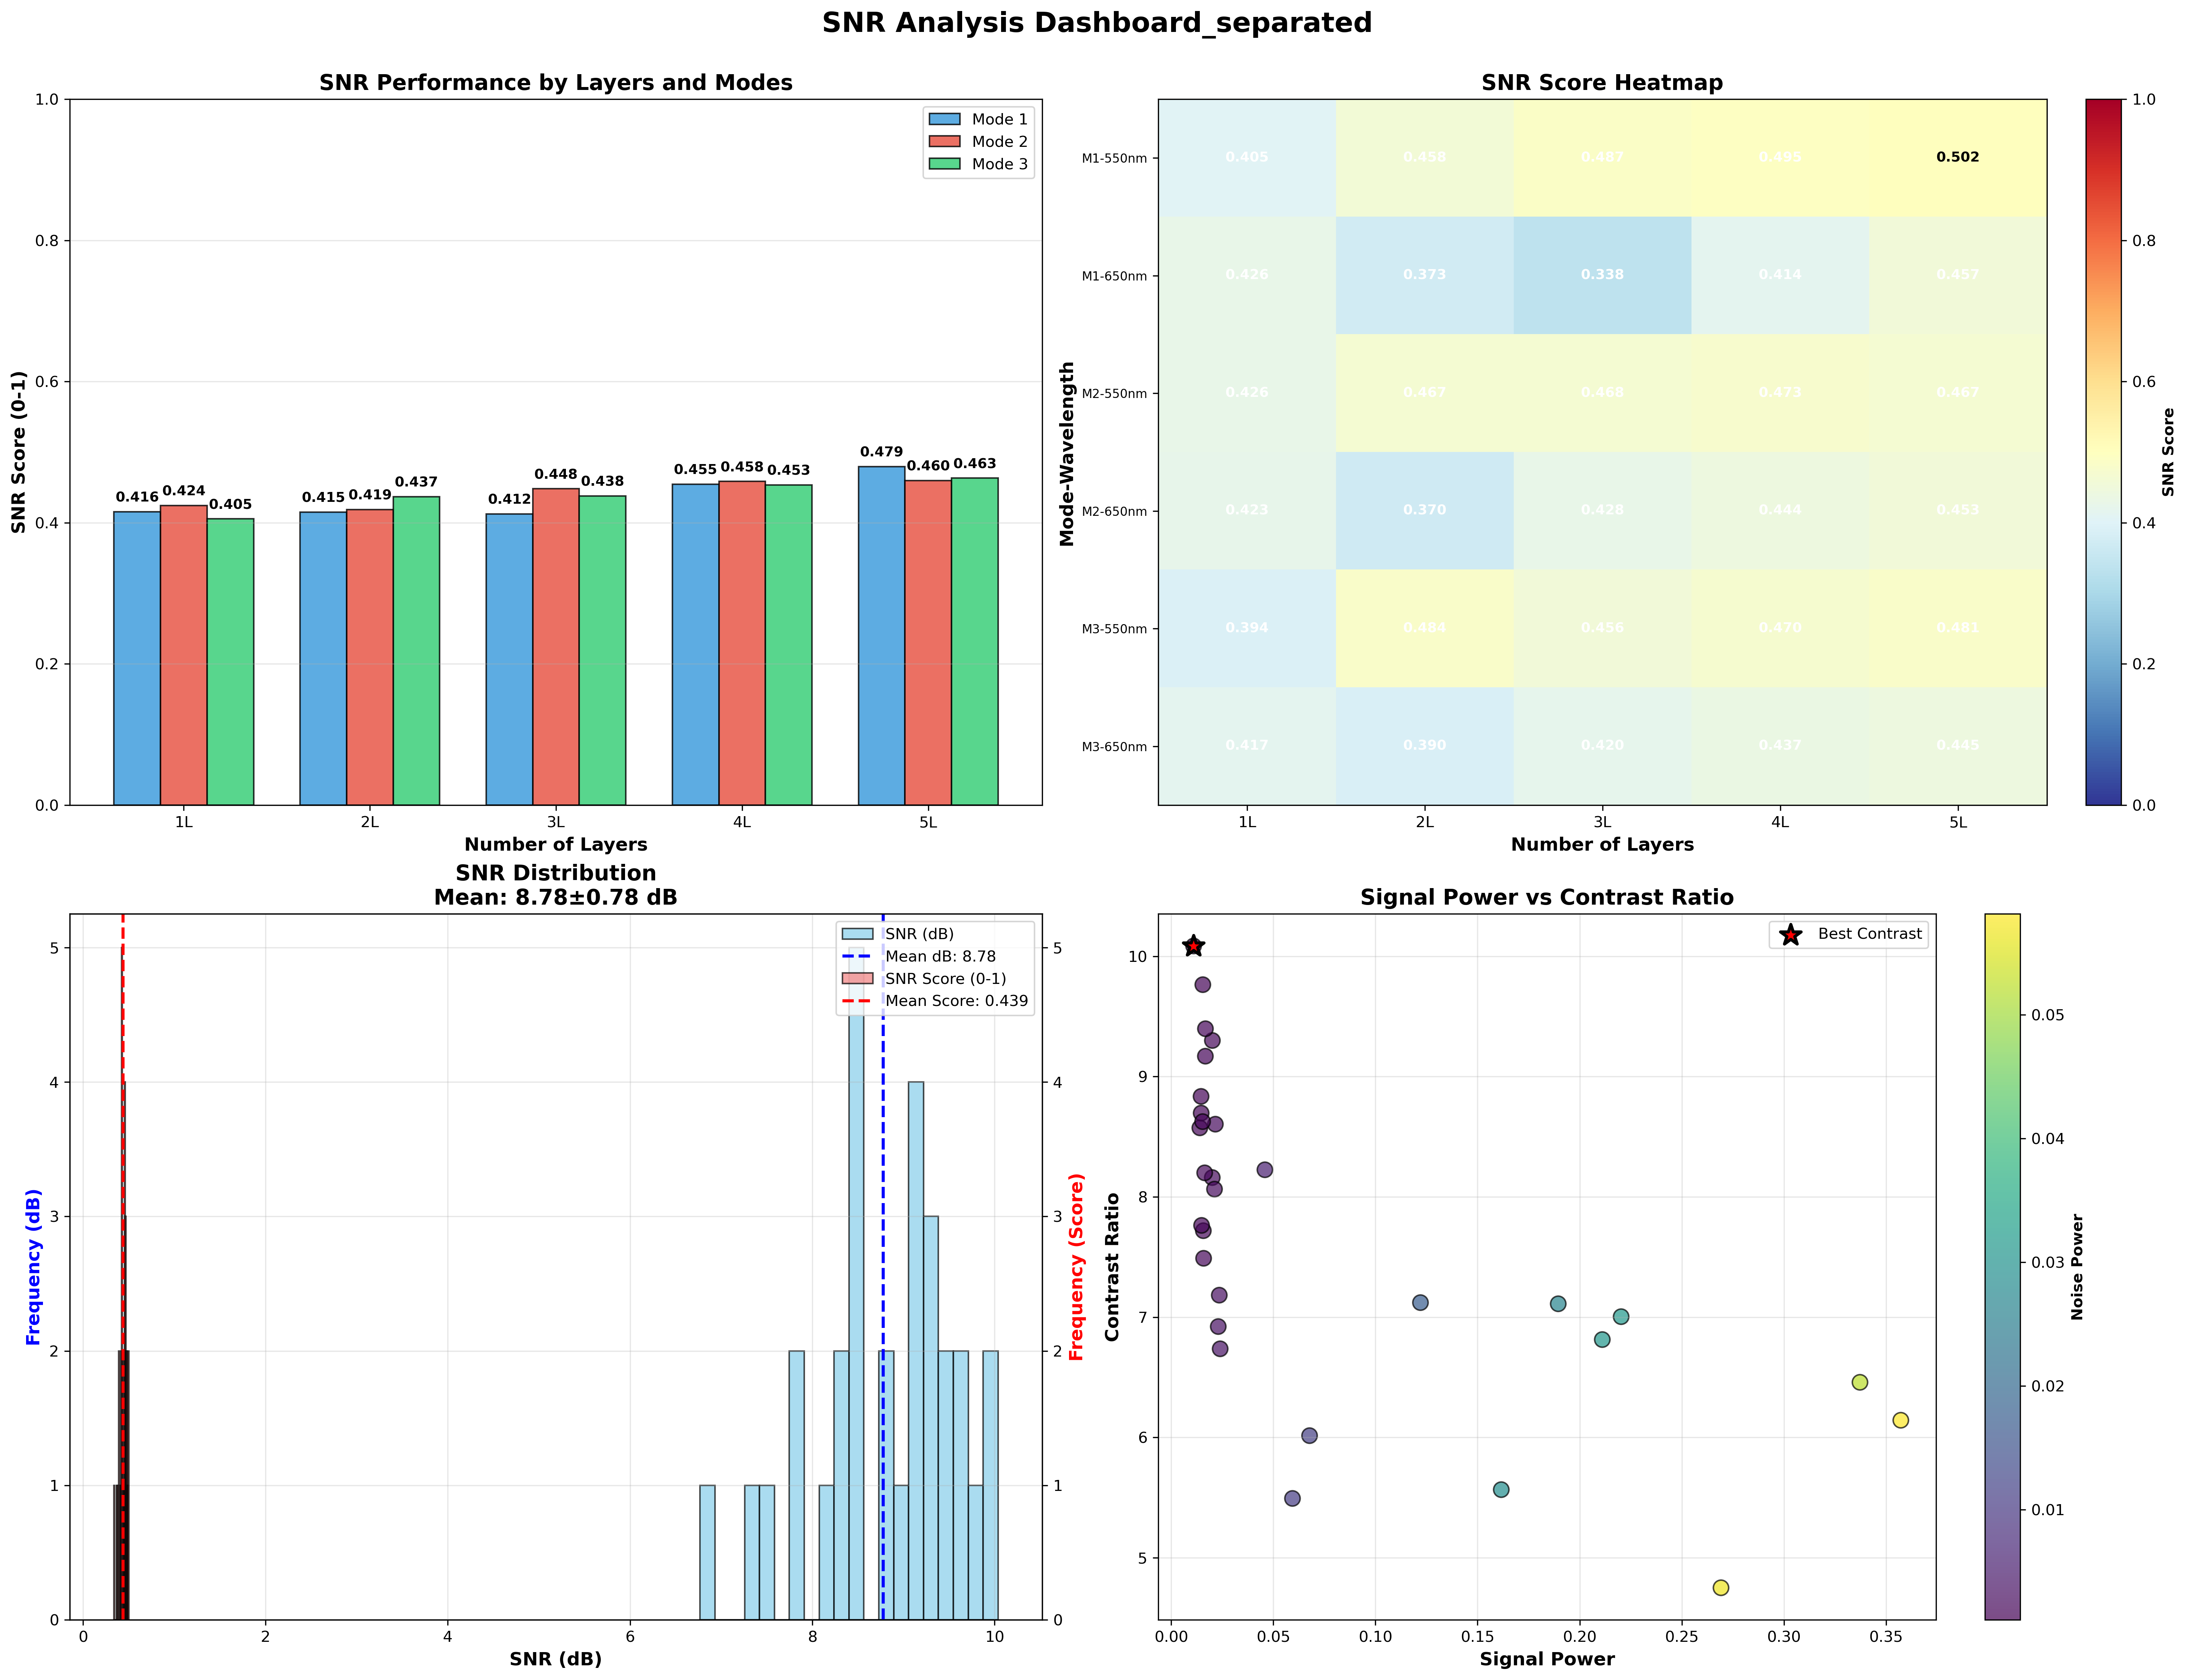 SNR Analysis Dashboard_separated
SNR Performance by Layers and Modes
SNR Score (0-1)
1.0
0.8
0.6
0.4
0.2
0.0
Mode 1
Mode 2
Mode 3
0.416 0.424 0.405
0.415 0.419 0.437
0.412 0.448 0.438
0.455 0.458 0.453
0.479 0.460 0.463
1L 2L 3L 4L 5L
Number of Layers
SNR Score Heatmap
Mode-Wavelength
M1-550nm 0.405 0.458 0.487 0.495 0.502
M1-650nm 0.426 0.373 0.338 0.414 0.457
M2-550nm 0.426 0.467 0.468 0.473 0.467
M2-650nm 0.423 0.370 0.428 0.444 0.453
M3-550nm 0.394 0.484 0.456 0.470 0.481
M3-650nm 0.417 0.390 0.420 0.437 0.445
1L 2L 3L 4L 5L
Number of Layers
1.0
0.8
0.6
0.4
0.2
0.0
SNR Score
SNR Distribution
Mean: 8.78±0.78 dB
Frequency (dB)
5
4
3
2
1
0
SNR (dB)
Mean dB: 8.78
SNR Score (0-1)
Mean Score: 0.439
5
4
3
2
1
0
Frequency (Score)
0 2 4 6 8 10
SNR (dB)
Signal Power vs Contrast Ratio
Contrast Ratio
10
9
8
7
6
5
Best Contrast
0.00 0.05 0.10 0.15 0.20 0.25 0.30 0.35
Signal Power
0.05
0.04
0.03
0.02
0.01
Noise Power